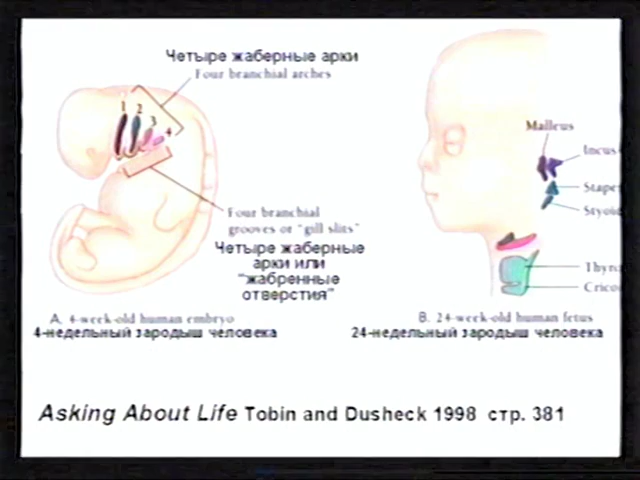 Четыре жаберные арки
Four branchial arches
1
2
3
4
Four branchial
grooves or "gill slits"
Четыре жаберные
арки или
"жабренные
отверстия"
A. 4-week-old human embryo
4-недельный зародыш человека
Malleus
Incus
Stape
Styoi
Thyr
Crico
B. 24-week-old human fetus
24-недельный зародыш человека
Asking About Life Tobin and Dusheck 1998 стр. 381